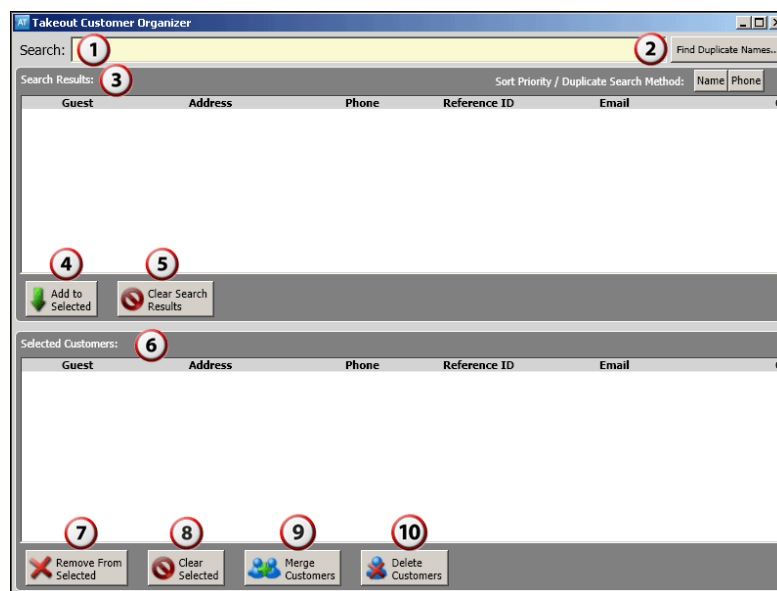 AT Takeout Customer Organizer
Search: 1 2 Find Duplicate Names...
Search Results: 3 Sort Priority / Duplicate Search Method: Name Phone
Guest Address Phone Reference ID Email
4 5
Add to
Selected
Clear Search
Results
Selected Customers: 6
Guest Address Phone Reference ID Email
7 8 9 10
Remove From
Selected
Clear
Selected
Merge
Customers
Delete
Customers